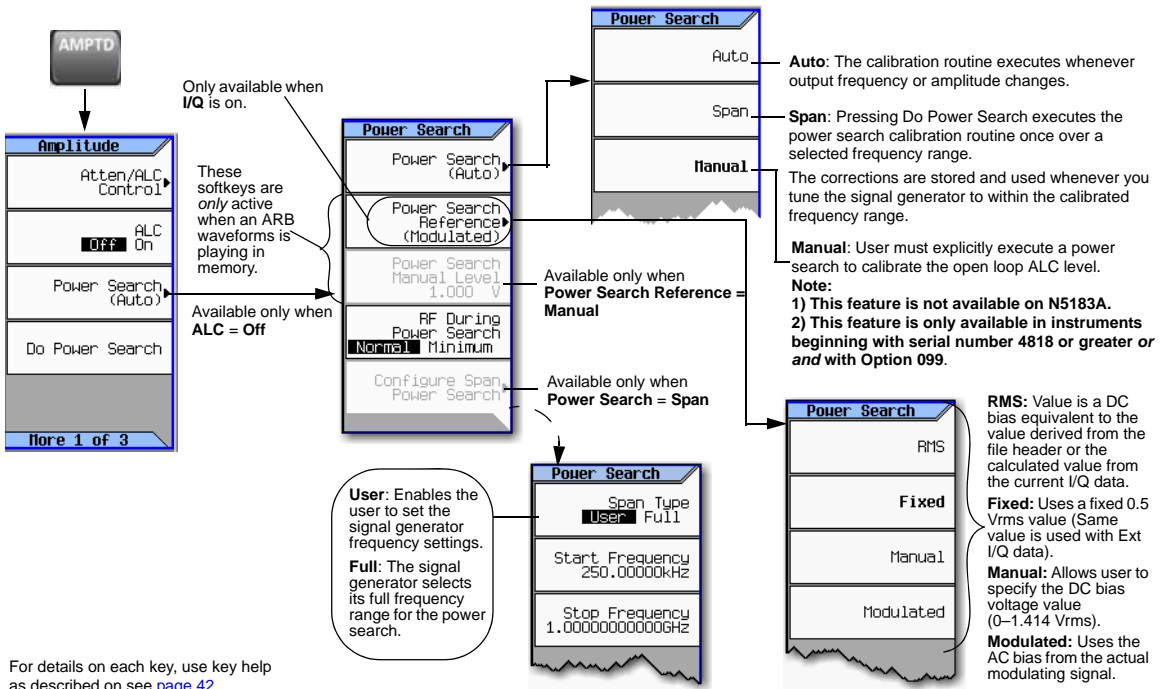 AMPTD
Amplitude
Atten/ALC
Control
ALC
Off On
Power Search
(Auto)
Do Power Search
More 1 of 3
Only available when
I/Q is on.
These
softkeys are
only active
when an ARB
waveforms is
playing in
memory.
Available only when
ALC = Off
Power Search
Power Search
(Auto)
Power Search
Reference
(Modulated)
Power Search
Manual Level
1.000 V
RF During
Power Search
Normal Minimum
Configure Span
Power Search
Available only when
Power Search Reference =
Manual
Available only when
Power Search = Span
Power Search
Auto
Span
Manual
Auto: The calibration routine executes whenever
output frequency or amplitude changes.
Span: Pressing Do Power Search executes the
power search calibration routine once over a
selected frequency range.
The corrections are stored and used whenever you
tune the signal generator to within the calibrated
frequency range.
Manual: User must explicitly execute a power
search to calibrate the open loop ALC level.
Note:
1) This feature is not available on N5183A.
2) This feature is only available in instruments
beginning with serial number 4818 or greater or
and with Option 099.
User: Enables the
user to set the
signal generator
frequency settings.
Full: The signal
generator selects
its full frequency
range for the power
search.
Power Search
Span Type
User Full
Start Frequency
250.00000kHz
Stop Frequency
1.00000000000GHz
Power Search
RMS
Fixed
Manual
Modulated
RMS: Value is a DC
bias equivalent to the
value derived from the
file header or the
calculated value from
the current I/Q data.
Fixed: Uses a fixed 0.5
Vrms value (Same
value is used with Ext
I/Q data).
Manual: Allows user to
specify the DC bias
voltage value
(0–1.414 Vrms).
Modulated: Uses the
AC bias from the actual
modulating signal.
For details on each key, use key help
as described on see page 42.